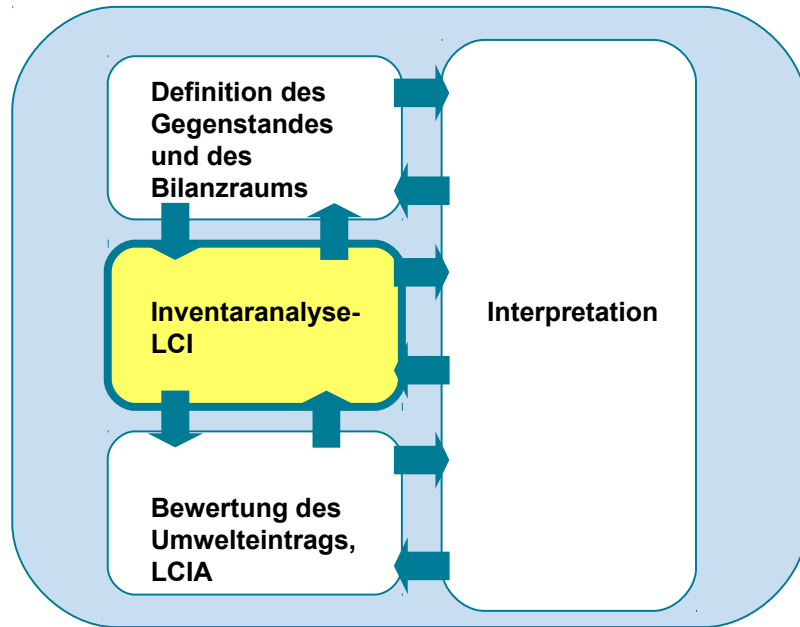 Definition des
Gegenstandes
und des
Bilanzraums
Inventaranalyse-
LCI
Interpretation
Bewertung des
Umwelteintrags,
LCIA